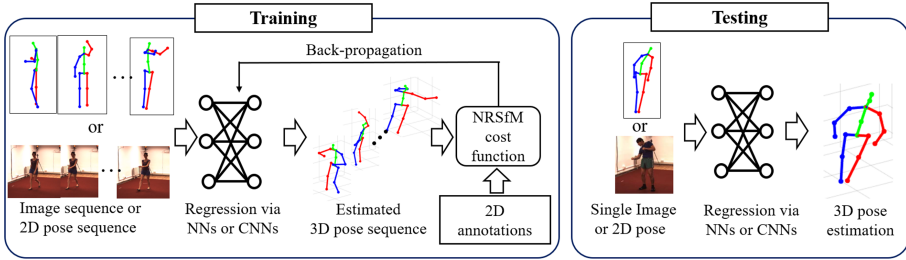 Training
Back-propagation
or
Image sequence or
2D pose sequence
Regression via
NNs or CNNs
Estimated
3D pose sequence
NRSfM
cost
function
2D
annotations
Testing
or
Single Image
or 2D pose
Regression via
NNs or CNNs
3D pose
estimation